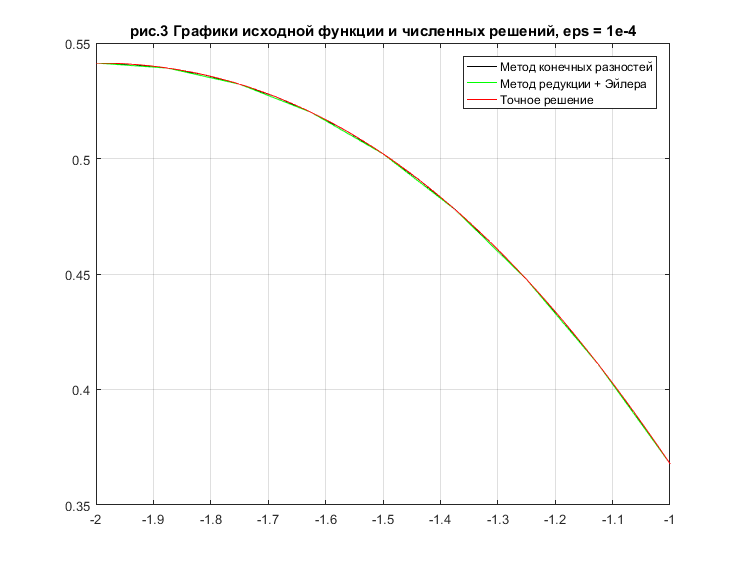 рис.3 Графики исходной функции и численных решений, eps = 1e-4
0.55
0.5
0.45
0.4
0.35
Метод конечных разностей
Метод редукции + Эйлера
Точное решение
-2 -1.9 -1.8 -1.7 -1.6 -1.5 -1.4 -1.3 -1.2 -1.1 -1